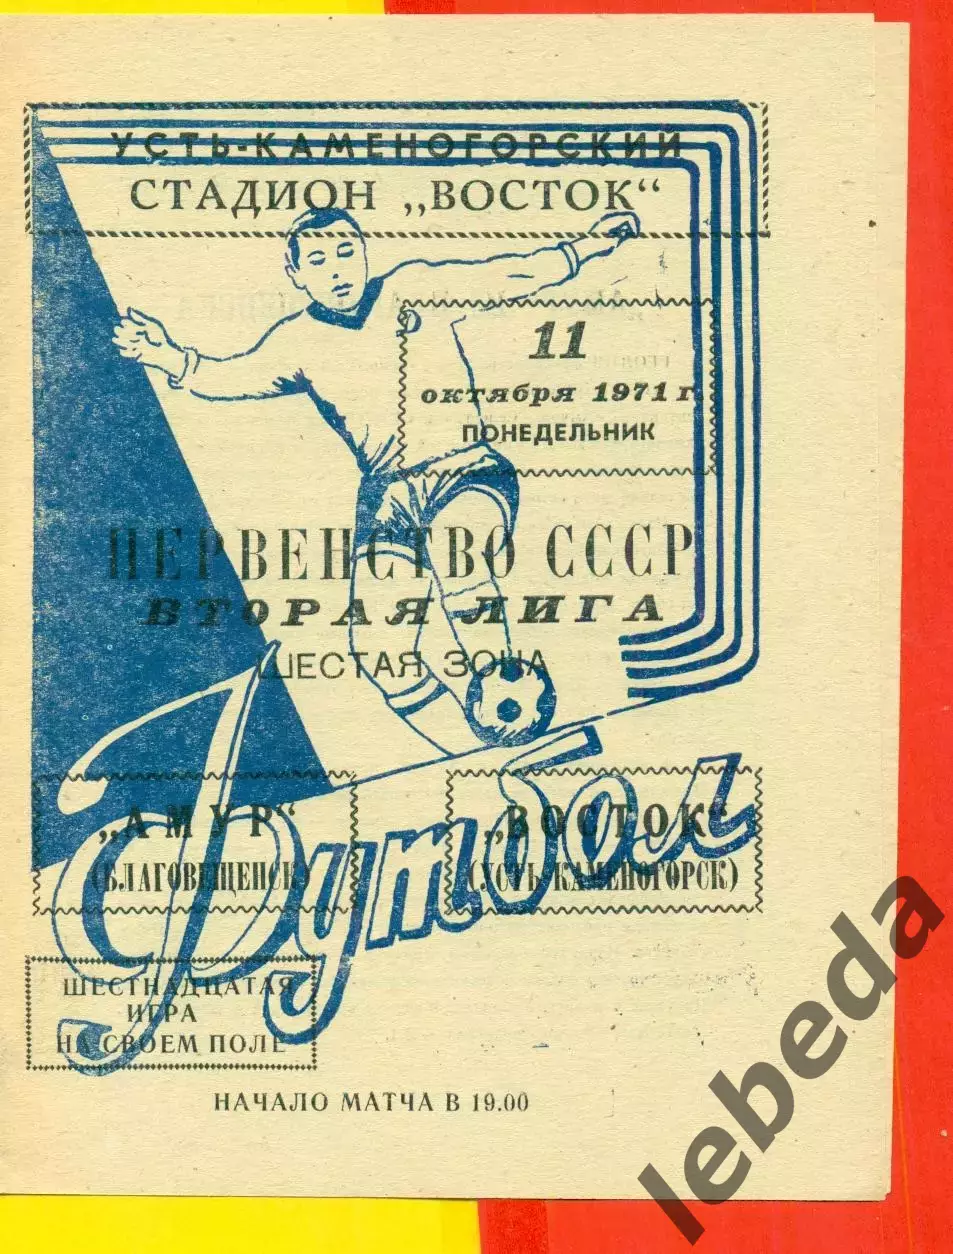 УСТЬ-КАМЕНОГОРСКИЙ
СТАДИОН „ВОСТОК“
11
октября 1971 г.
ПОНЕДЕЛЬНИК
ПЕРВЕНСТВО СССР
ВТОРАЯ ЛИГА
ШЕСТАЯ ЗОНА
Футбол
„АМУР“
(БЛАГОВЕЩЕНСК)
„ВОСТОК“
(УСТЬ-КАМЕНОГОРСК)
ШЕСТНАДЦАТАЯ
ИГРА
НА СВОЕМ ПОЛЕ
НАЧАЛО МАТЧА В 19.00
lebeda